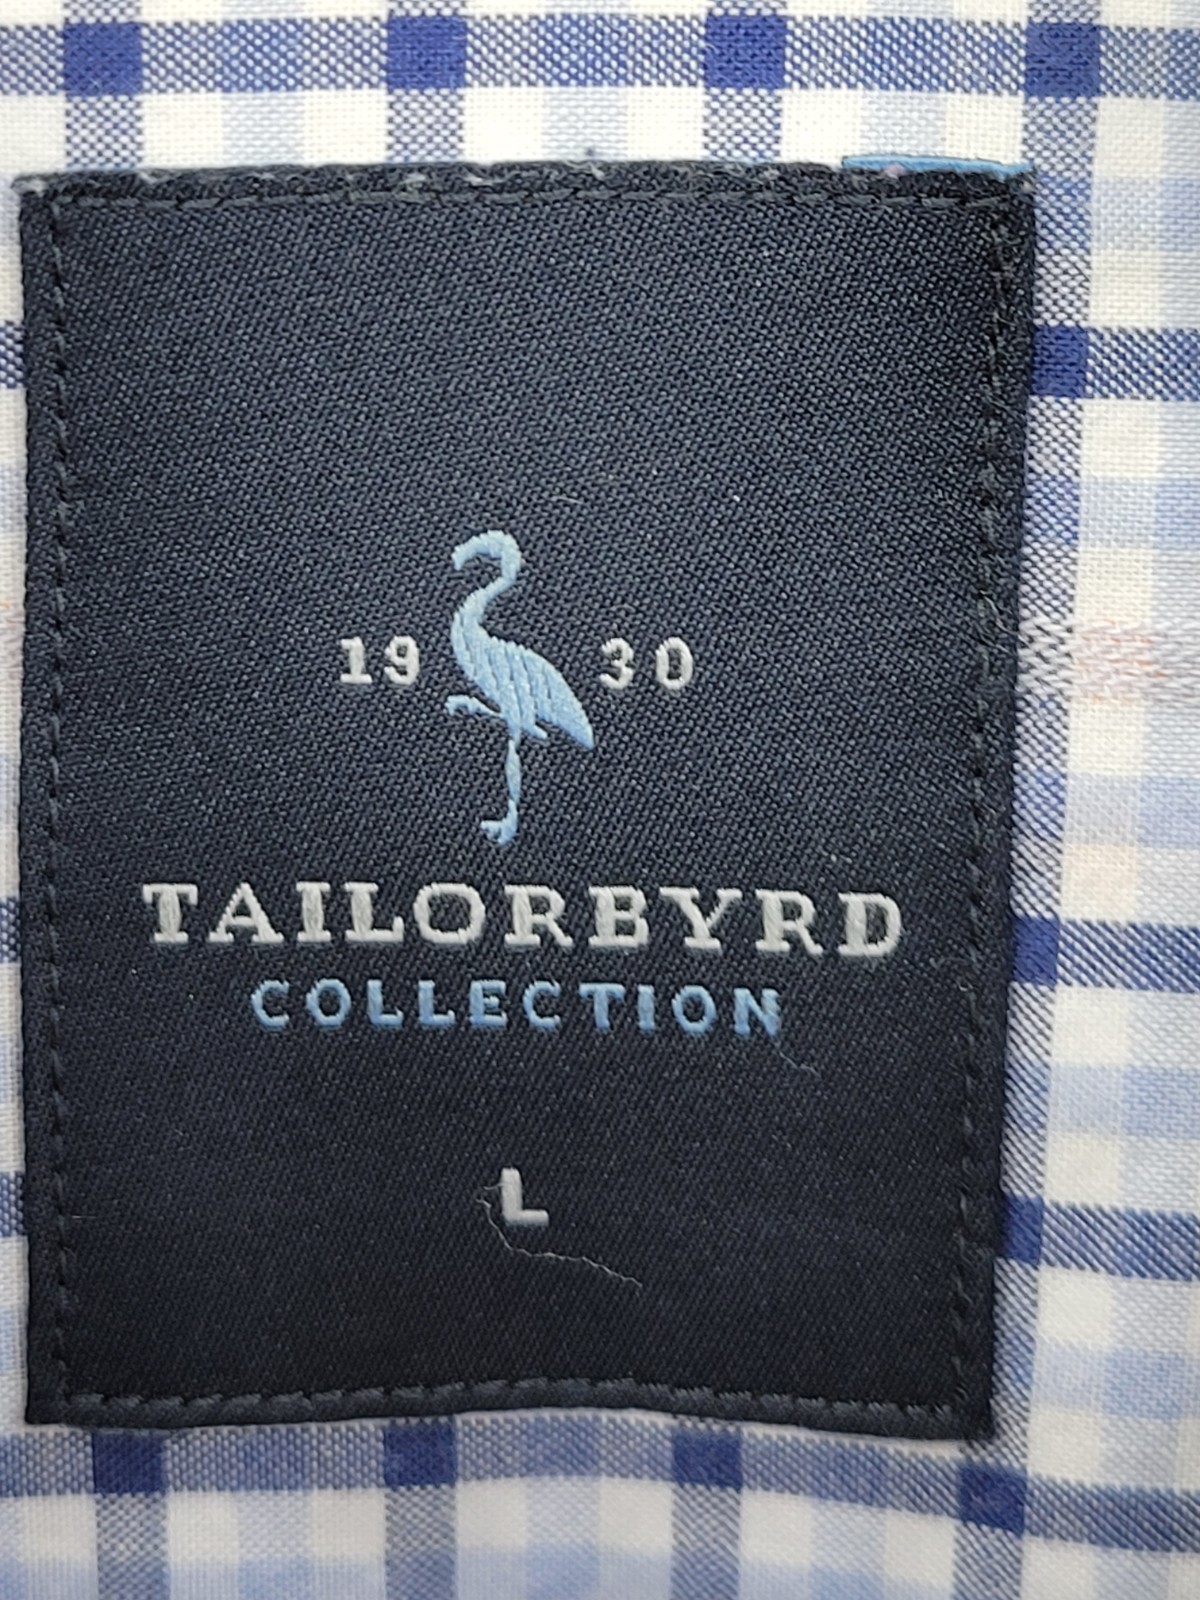 19 30
TAILORBYRD
COLLECTION
L